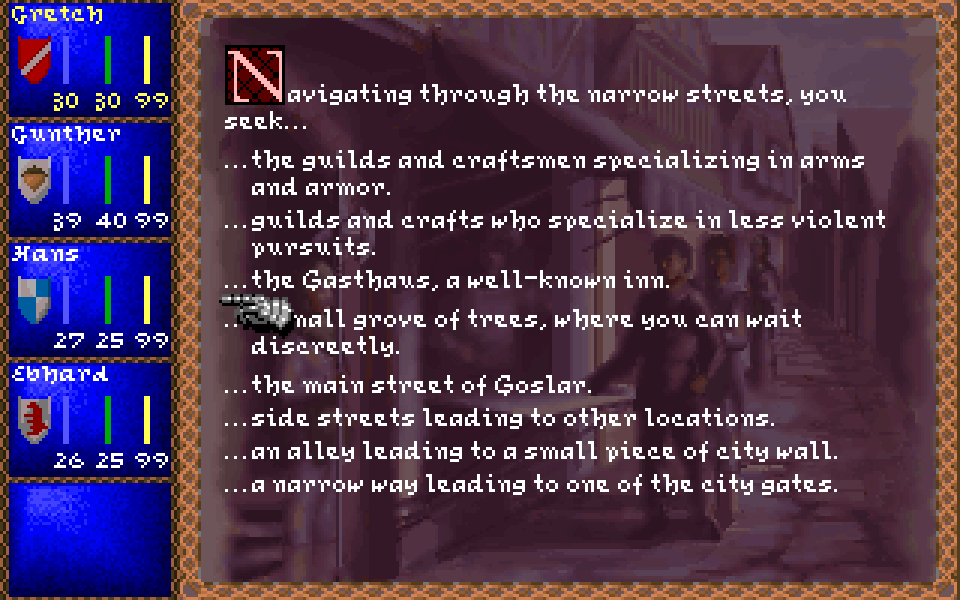 Gretch
30 30 99
Gunther
39 40 99
Hans
27 25 99
Ebhard
26 25 99
Navigating through the narrow streets, you
seek...
...the guilds and craftsmen specializing in arms
and armor.
...guilds and crafts who specialize in less violent
pursuits.
...the Gasthaus, a well-known inn.
grove of trees, where you can wait
discreetly.
...the main street of Goslar.
...side streets leading to other locations.
...an alley leading to a small piece of city wall.
...a narrow way leading to one of the city gates.